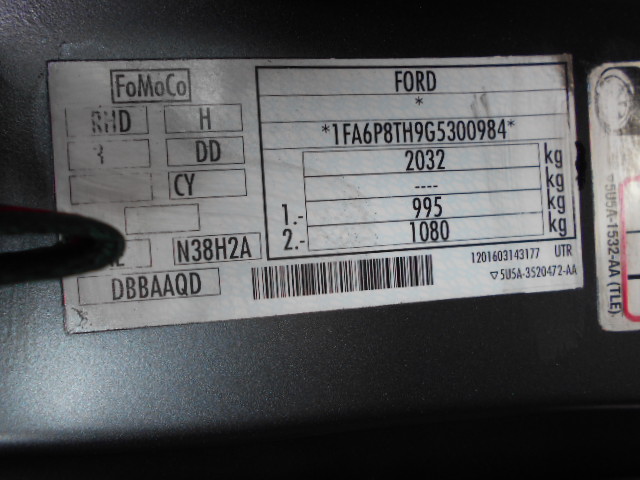 FoMoCo
RHD H
DD
CY
N38H2A
DBBAAQD
FORD
*
*1FA6P8TH9G5300984*
2032 kg
---- kg
1.- 995 kg
2.- 1080 kg
1201603143177 UTR
▽5U5A-3520472-AA
▽5U5A-1532-AA (TLE)